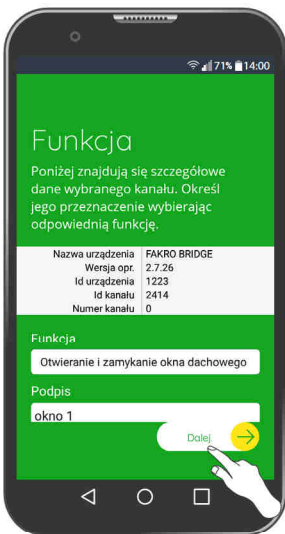 71% 14:00
Funkcja
Poniżej znajdują się szczegółowe
dane wybranego kanału. Określ
jego przeznaczenie wybierając
odpowiednią funkcję.
Nazwa urządzenia FAKRO BRIDGE
Wersja opr. 2.7.26
Id urządzenia 1223
Id kanału 2414
Numer kanału 0
Funkcja
Otwieranie i zamykanie okna dachowego
Podpis
okno 1
Dalej